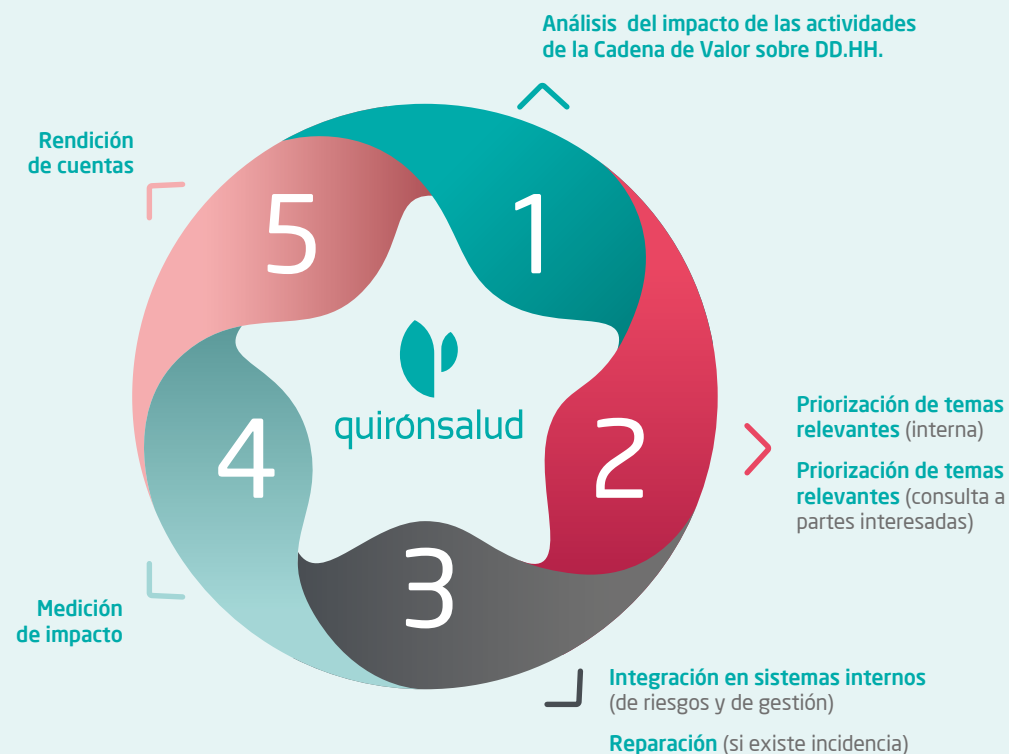 Análisis del impacto de las actividades
de la Cadena de Valor sobre DD.HH.
Rendición
de cuentas
5
1
quirónsalud
4
2
Priorización de temas
relevantes (interna)
Priorización de temas
relevantes (consulta a
partes interesadas)
3
Medición
de impacto
Integración en sistemas internos
(de riesgos y de gestión)
Reparación (si existe incidencia)